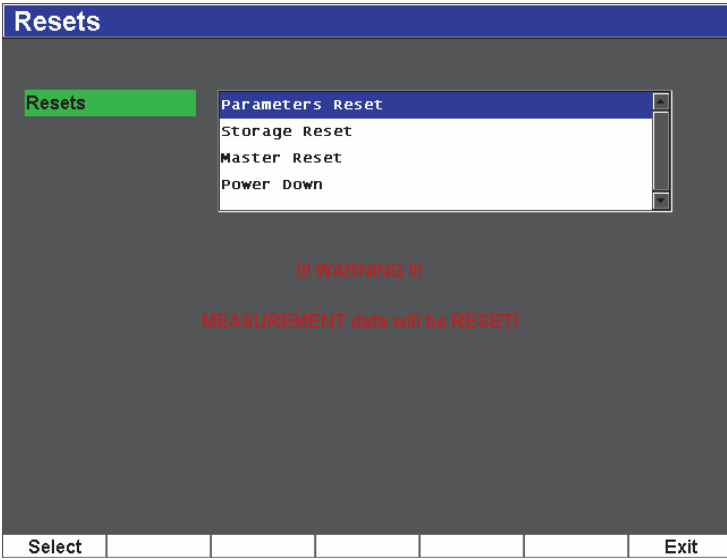 Resets
Resets
Parameters Reset
Storage Reset
Master Reset
Power Down
!!! WARNING !!!
MEASUREMENT data will be RESET!
Select
Exit